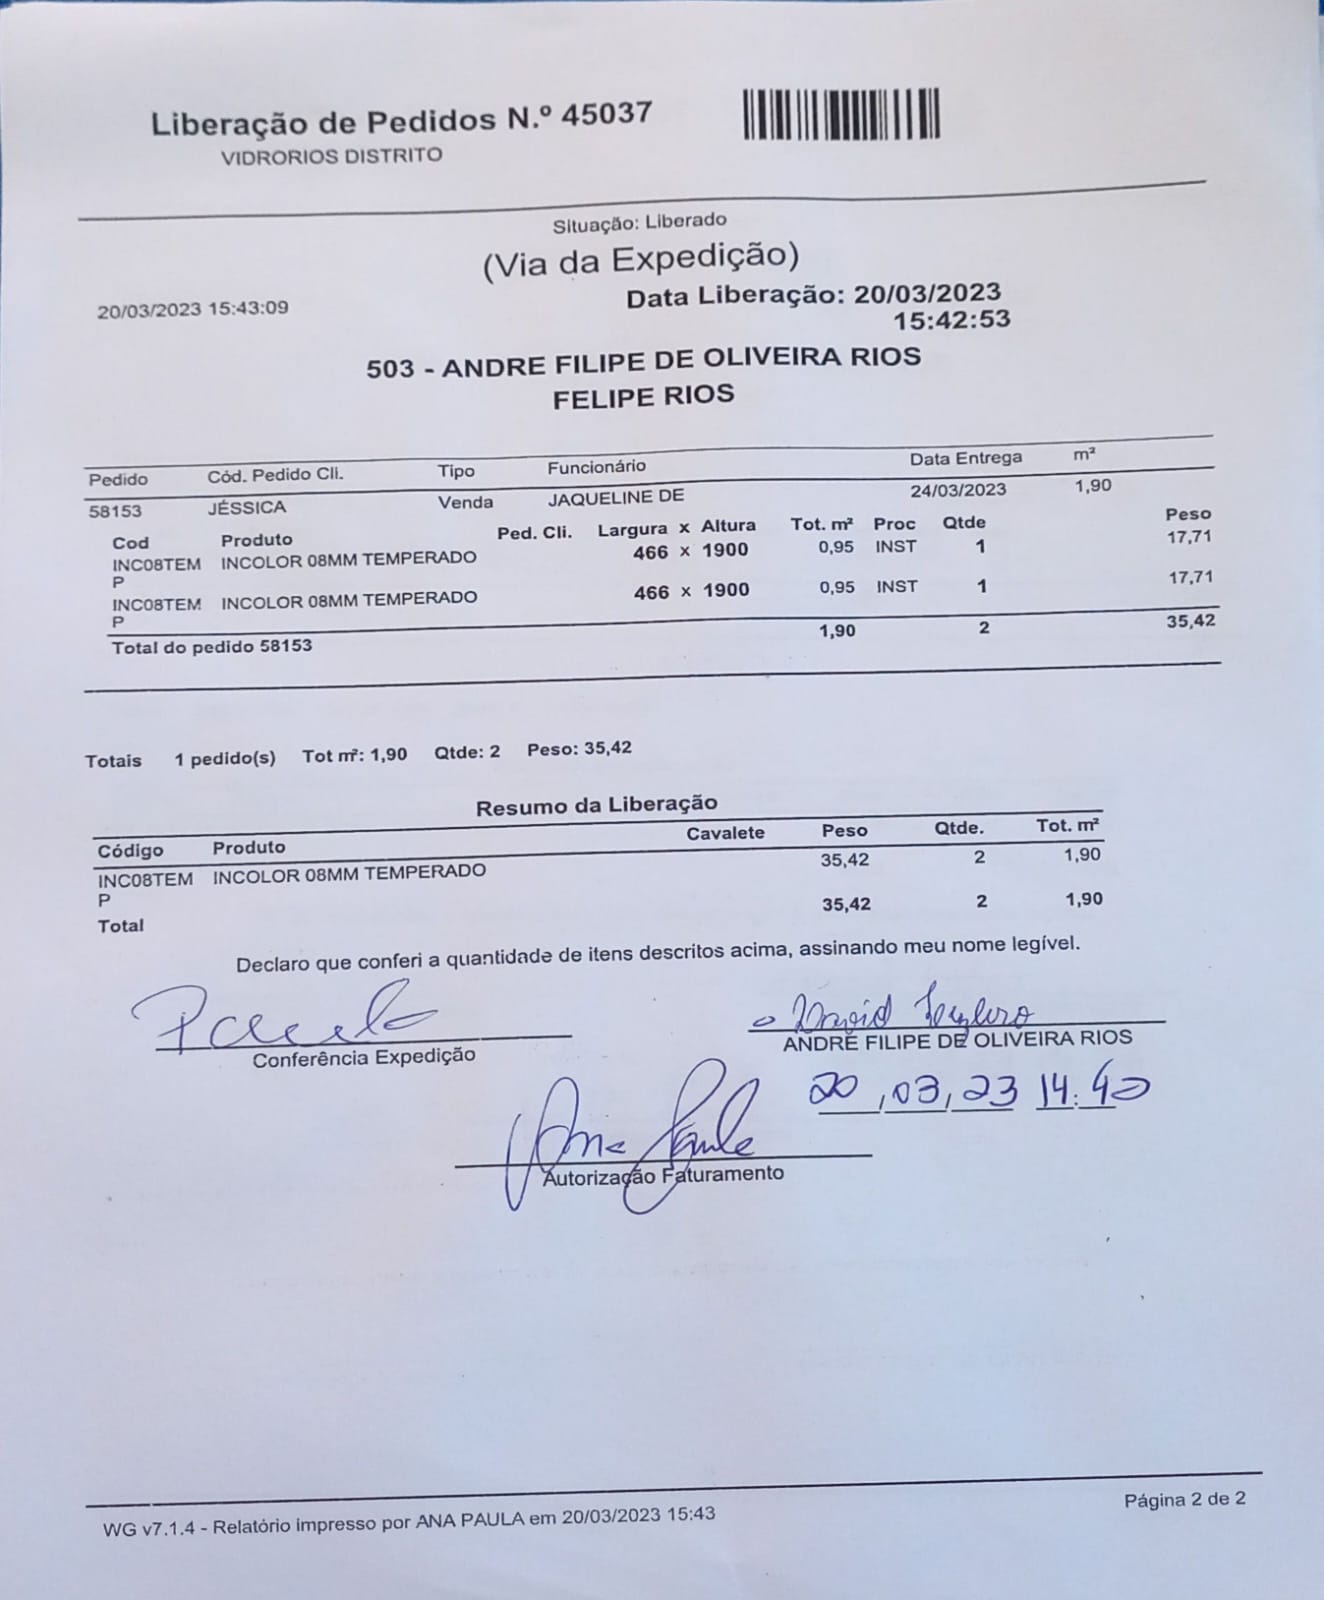 Liberação de Pedidos N.º 45037
VIDRORIOS DISTRITO
Situação: Liberado
(Via da Expedição)
20/03/2023 15:43:09
Data Liberação: 20/03/2023
15:42:53
503 - ANDRE FILIPE DE OLIVEIRA RIOS
FELIPE RIOS
Pedido Cód. Pedido Cli. Tipo Funcionário Data Entrega m²
58153 JÉSSICA Venda JAQUELINE DE 24/03/2023 1,90
Cod Produto Ped. Cli. Largura x Altura Tot. m² Proc Qtde Peso
INC08TEM INCOLOR 08MM TEMPERADO 466 x 1900 0,95 INST 1 17,71
P
INC08TEM INCOLOR 08MM TEMPERADO 466 x 1900 0,95 INST 1 17,71
P
Total do pedido 58153 1,90 2 35,42
Totais 1 pedido(s) Tot m²: 1,90 Qtde: 2 Peso: 35,42
Resumo da Liberação
Código Produto Cavalete Peso Qtde. Tot. m²
INC08TEM INCOLOR 08MM TEMPERADO 35,42 2 1,90
P
Total 35,42 2 1,90
Declaro que conferi a quantidade de itens descritos acima, assinando meu nome legível.
David
Conferência Expedição
ANDRE FILIPE DE OLIVEIRA RIOS
20,03,23 14:40
Ana Paula
Autorização Faturamento
WG v7.1.4 - Relatório impresso por ANA PAULA em 20/03/2023 15:43
Página 2 de 2